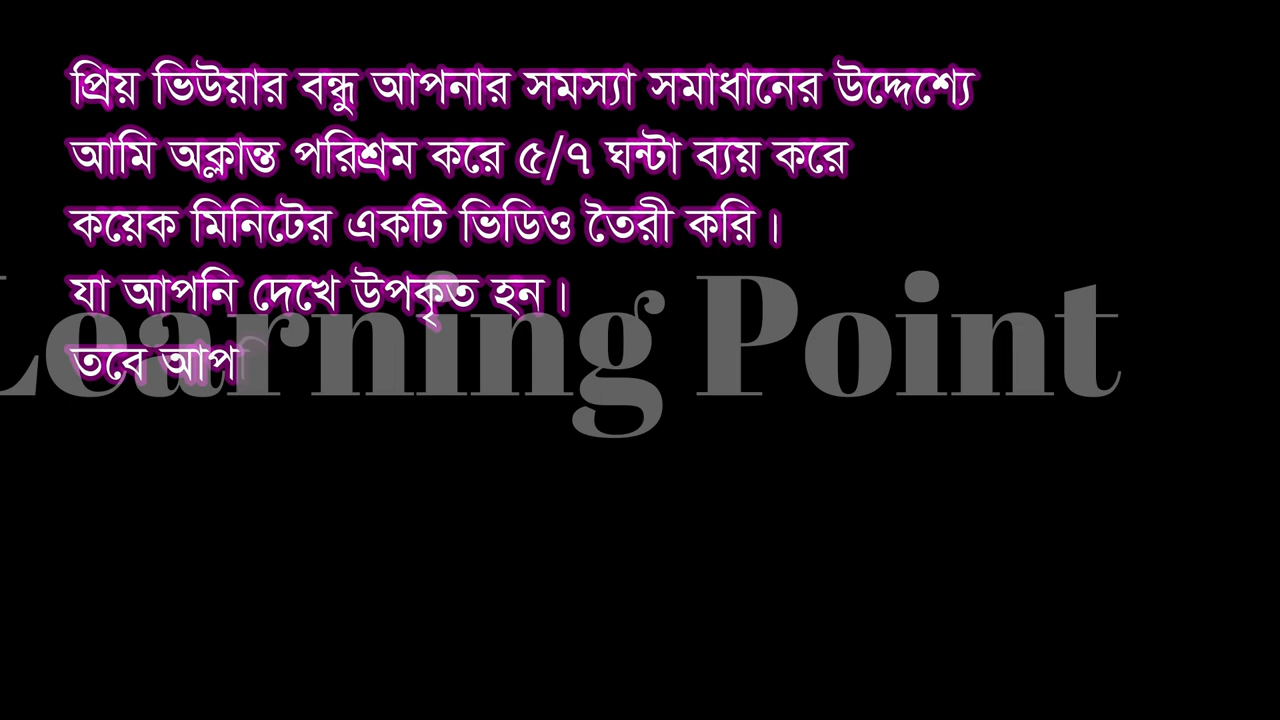 প্রিয় ভিউয়ার বন্ধু আপনার সমস্যা সমাধানের উদ্দেশ্যে
আমি অক্লান্ত পরিশ্রম করে ৫/৭ ঘন্টা ব্যয় করে
কয়েক মিনিটের একটি ভিডিও তৈরী করি।
যা আপনি দেখে উপকৃত হন।
তবে আপনি
Learning Point